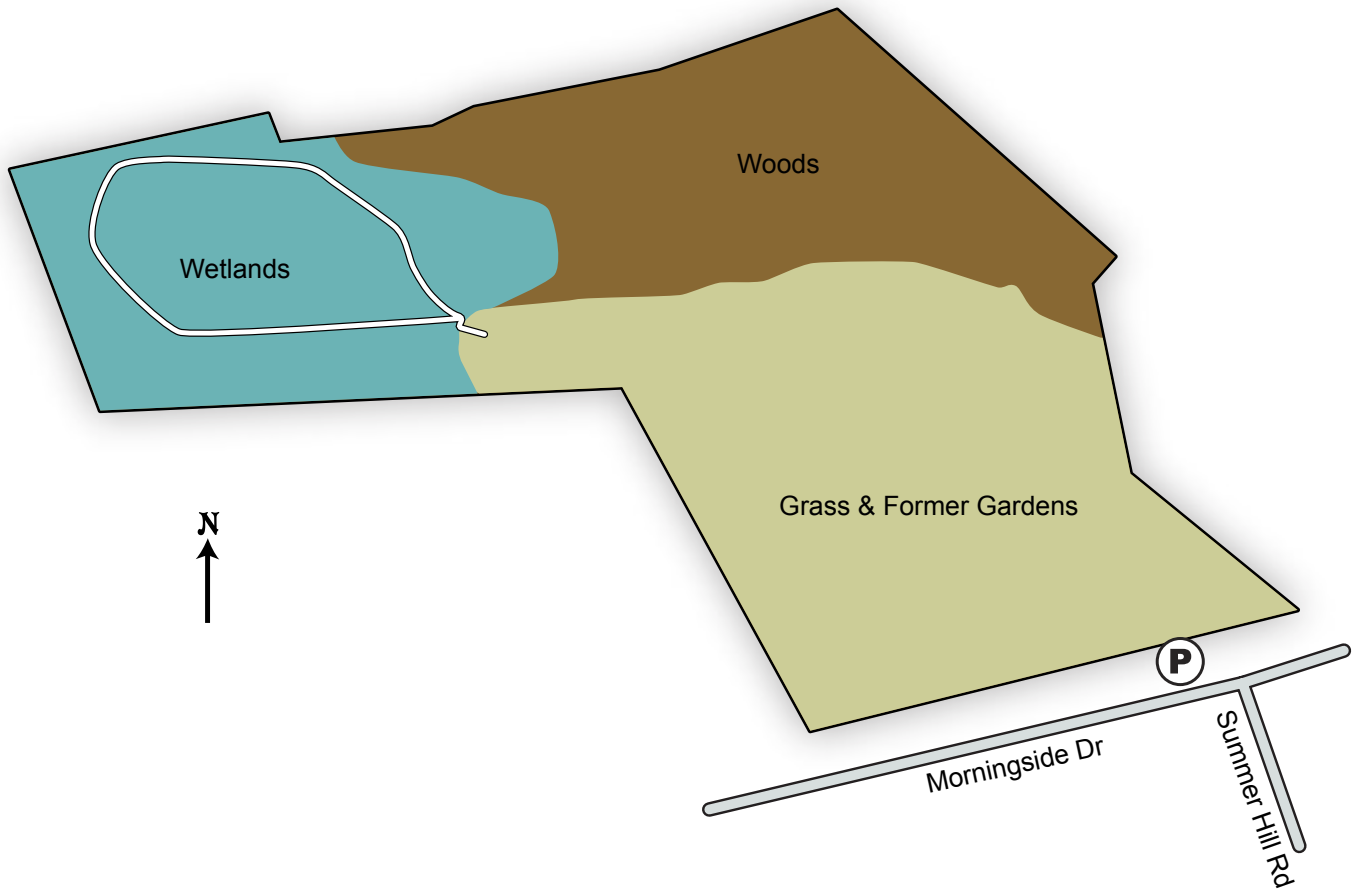 Woods
Wetlands
Grass & Former Gardens
N
P
Morningside Dr
Summer Hill Rd